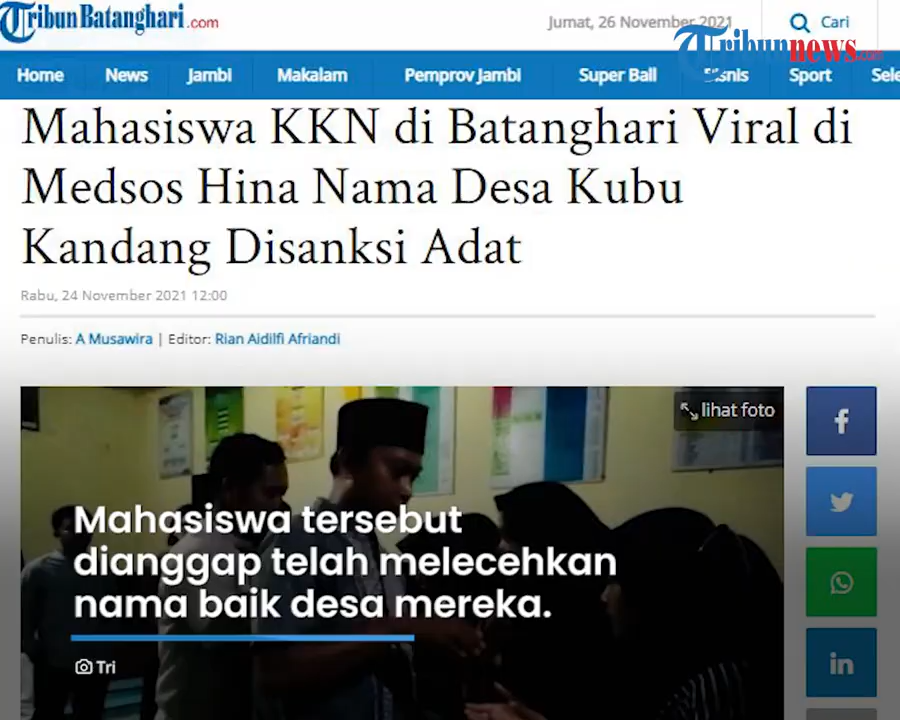 TribunBatanghari.com
Jumat, 26 November 2021
Cari
Tribunnews.com
Home News Jambi Makalam Pemprov Jambi Super Ball Bisnis Sport Sele
Mahasiswa KKN di Batanghari Viral di
Medsos Hina Nama Desa Kubu
Kandang Disanksi Adat
Rabu, 24 November 2021 12:00
Penulis: A Musawira | Editor: Rian Aidilfi Afriandi
lihat foto
Mahasiswa tersebut
dianggap telah melecehkan
nama baik desa mereka.
Tri